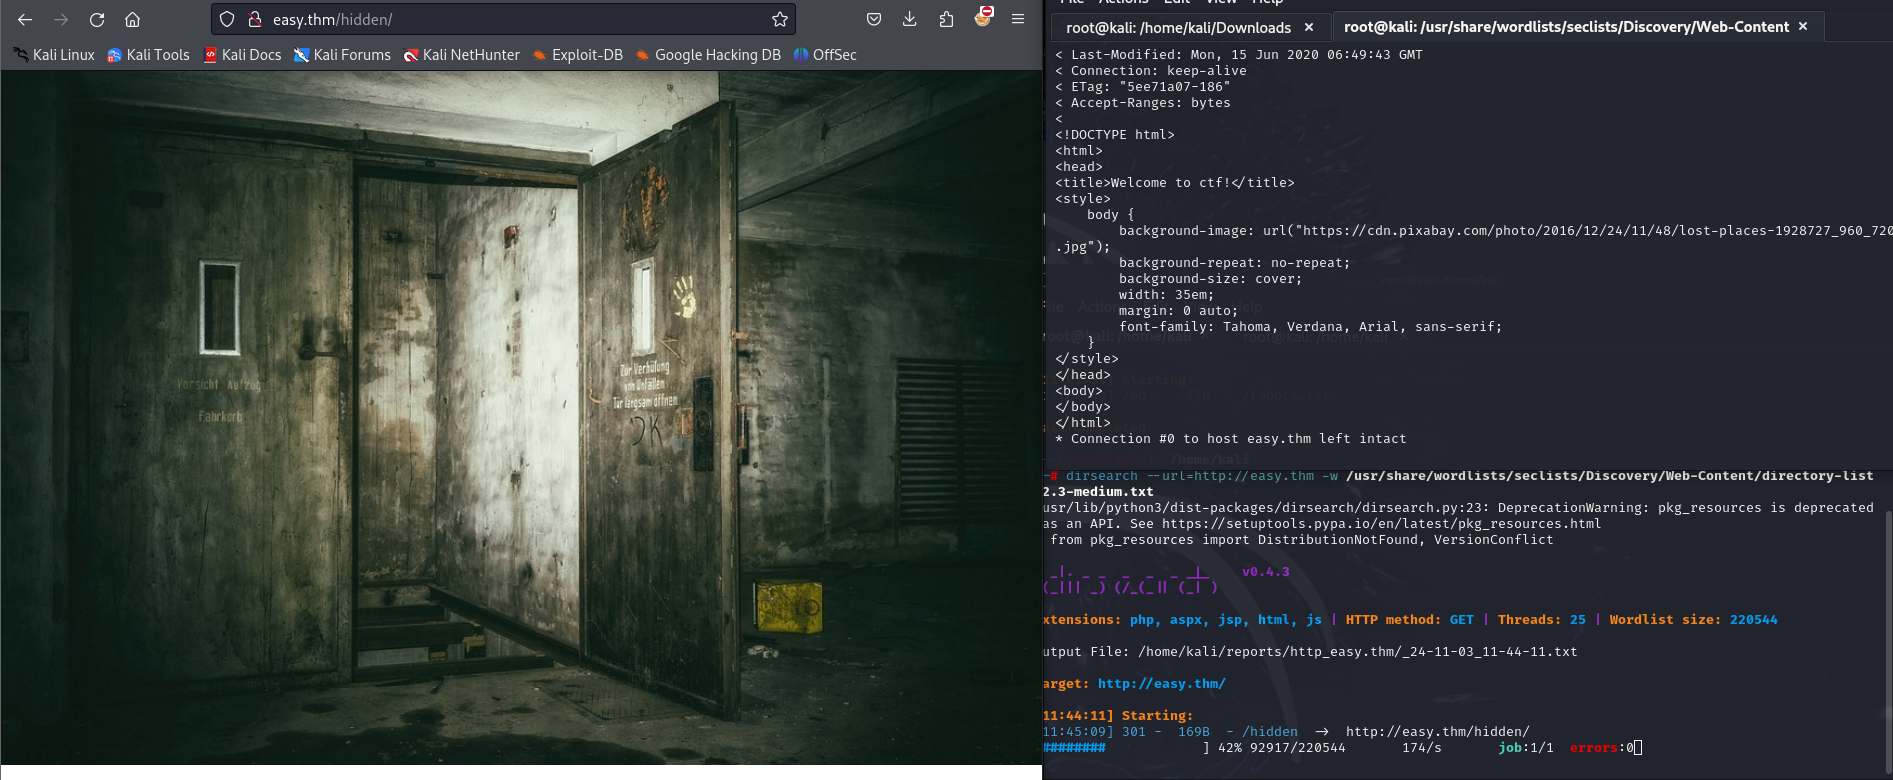 easy.thm/hidden/
Kali Linux
Kali Tools
Kali Docs
Kali Forums
Kali NetHunter
Exploit-DB
Google Hacking DB
OffSec
Vorsicht Aufzug
Fahrkorb
Zur Verhütung
von Unfällen
Tür langsam öffnen
JK
File Actions Edit View Help
root@kali: /home/kali/Downloads ×
root@kali: /usr/share/wordlists/seclists/Discovery/Web-Content ×
< Last-Modified: Mon, 15 Jun 2020 06:49:43 GMT
< Connection: keep-alive
< ETag: "5ee71a07-186"
< Accept-Ranges: bytes
<
<!DOCTYPE html>
<html>
<head>
<title>Welcome to ctf!</title>
<style>
body {
background-image: url("https://cdn.pixabay.com/photo/2016/12/24/11/48/lost-places-1928727_960_720
.jpg");
background-repeat: no-repeat;
background-size: cover;
width: 35em;
margin: 0 auto;
font-family: Tahoma, Verdana, Arial, sans-serif;
}
</style>
</head>
<body>
</body>
</html>
* Connection #0 to host easy.thm left intact
# dirsearch --url=http://easy.thm -w /usr/share/wordlists/seclists/Discovery/Web-Content/directory-list
2.3-medium.txt
usr/lib/python3/dist-packages/dirsearch/dirsearch.py:23: DeprecationWarning: pkg_resources is deprecated
as an API. See https://setuptools.pypa.io/en/latest/pkg_resources.html
from pkg_resources import DistributionNotFound, VersionConflict
v0.4.3
xtensions: php, aspx, jsp, html, js | HTTP method: GET | Threads: 25 | Wordlist size: 220544
utput File: /home/kali/reports/http_easy.thm/_24-11-03_11-44-11.txt
arget: http://easy.thm/
11:44:11] Starting:
11:45:09] 301 - 169B - /hidden -> http://easy.thm/hidden/
######## ] 42% 92917/220544 174/s job:1/1 errors:0